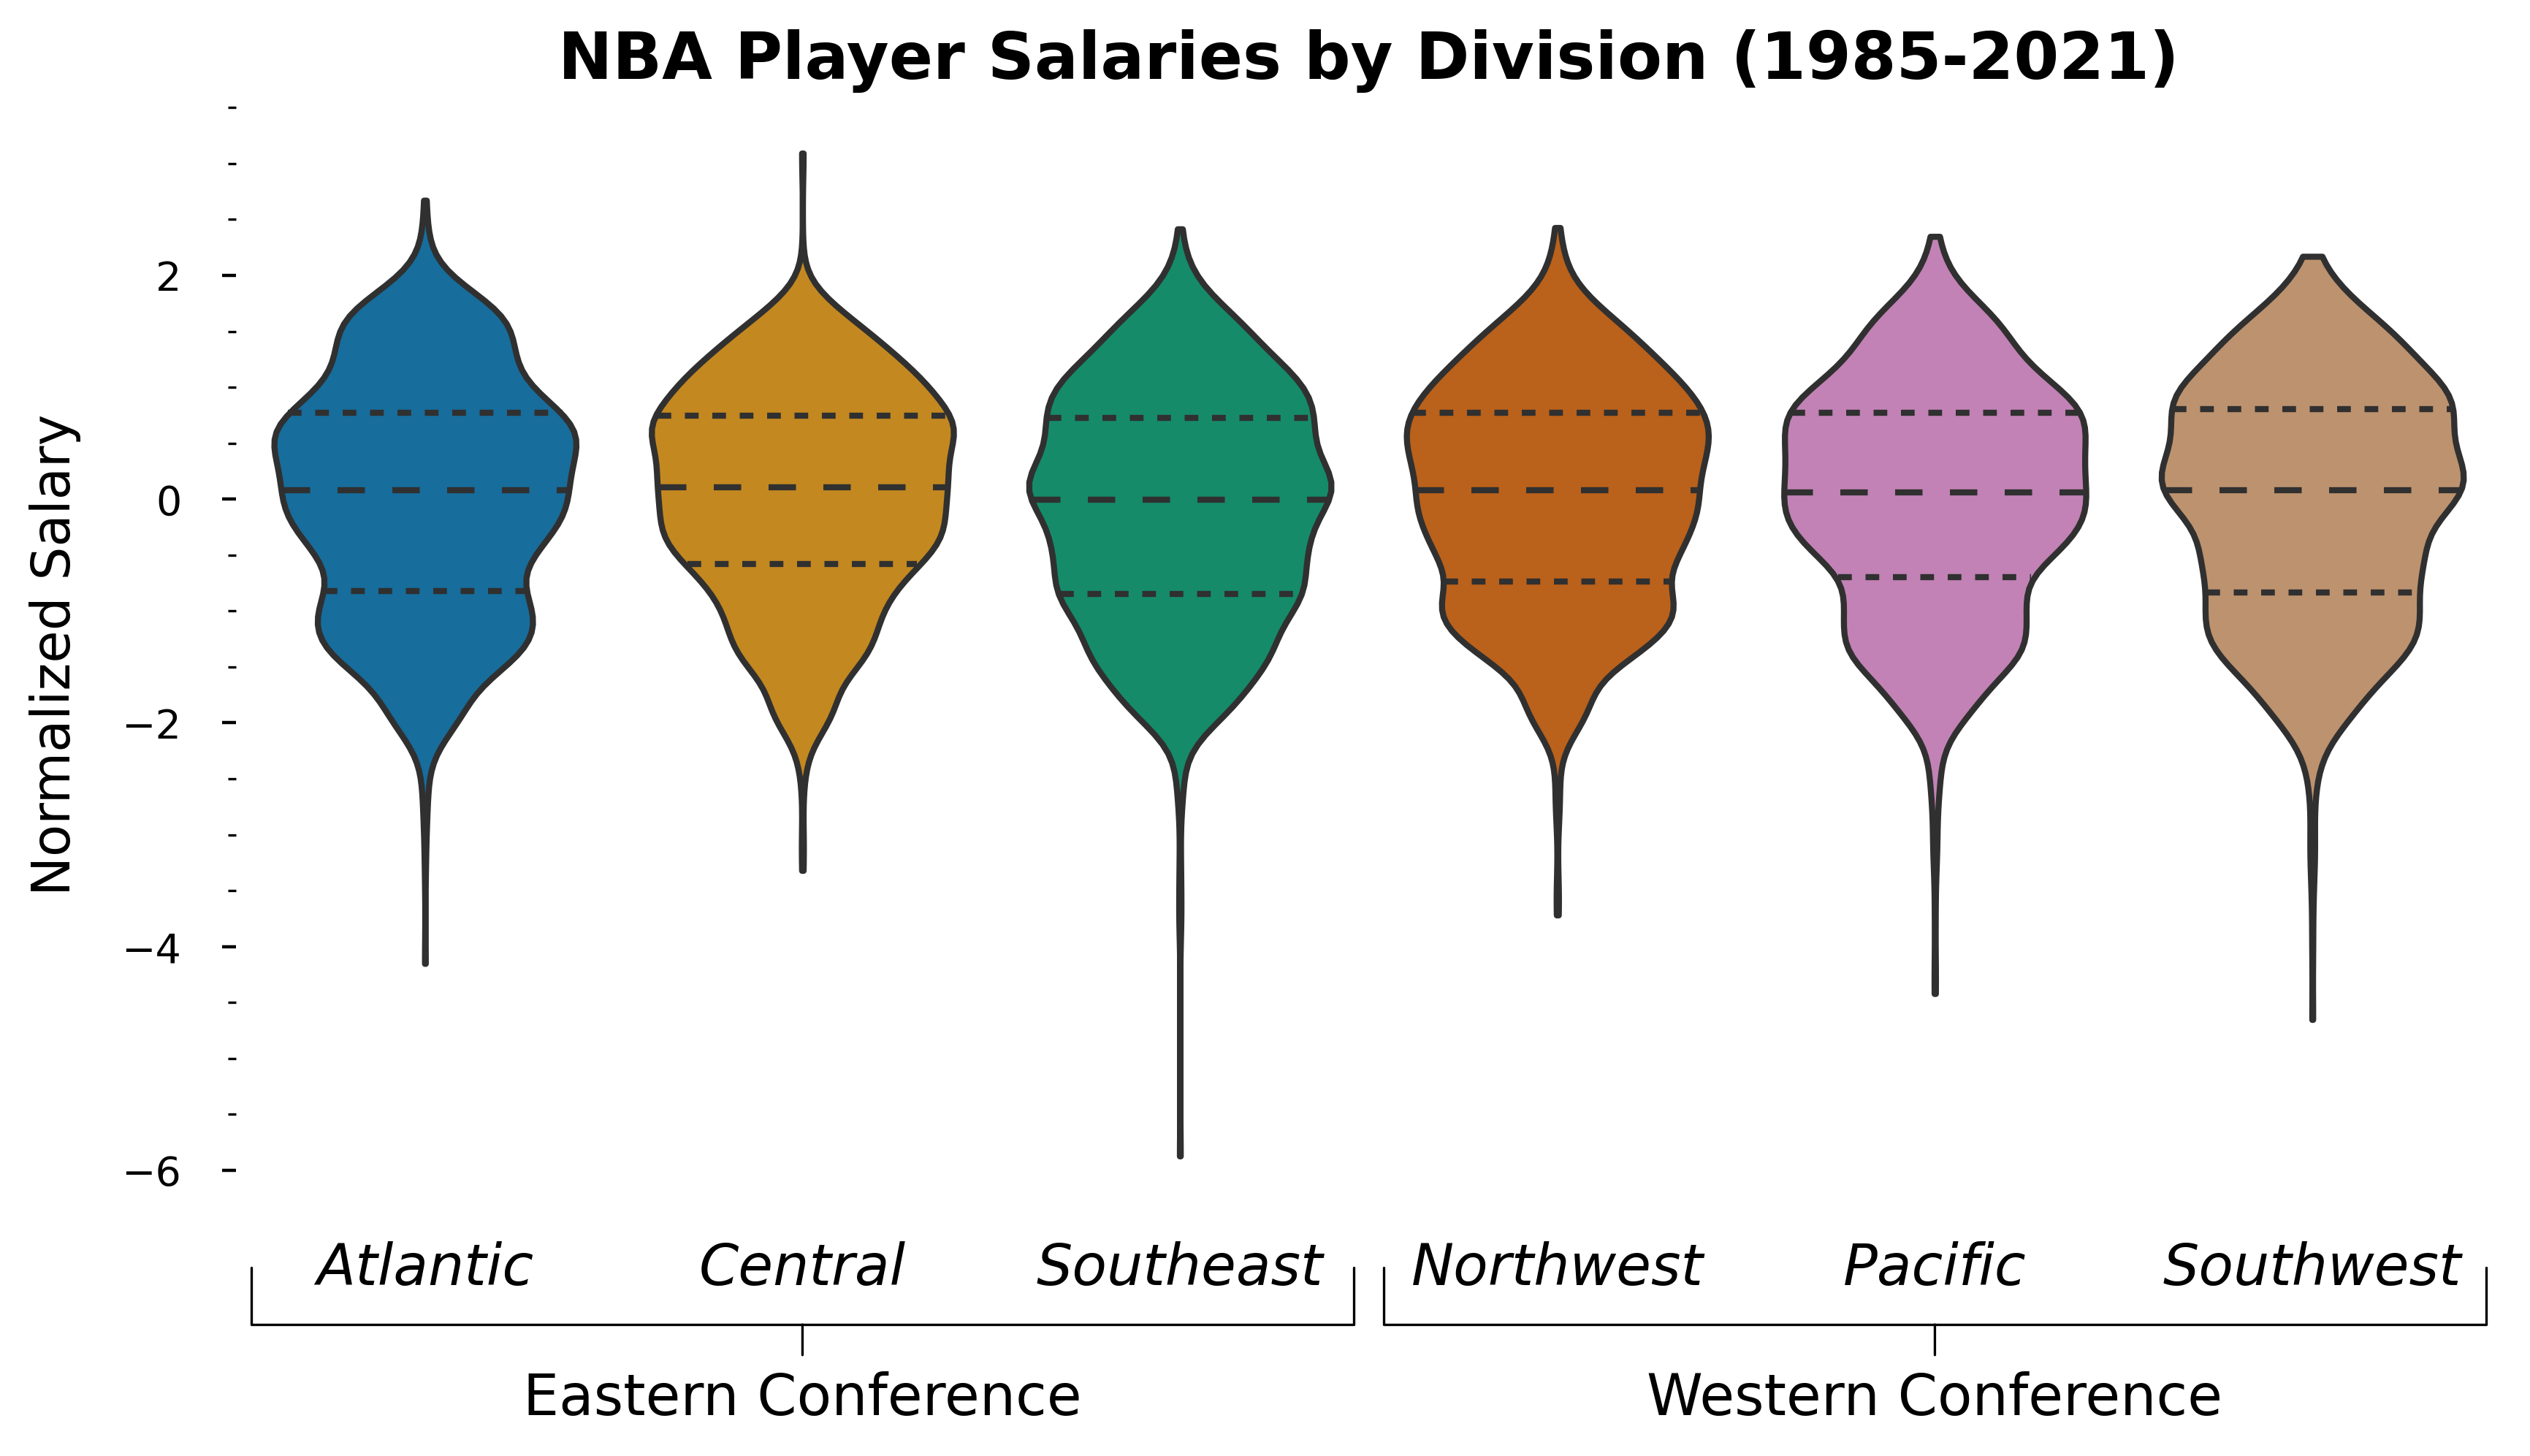 NBA Player Salaries by Division (1985-2021)
Normalized Salary
2
0
−2
−4
−6
Atlantic Central Southeast Northwest Pacific Southwest
Eastern Conference Western Conference